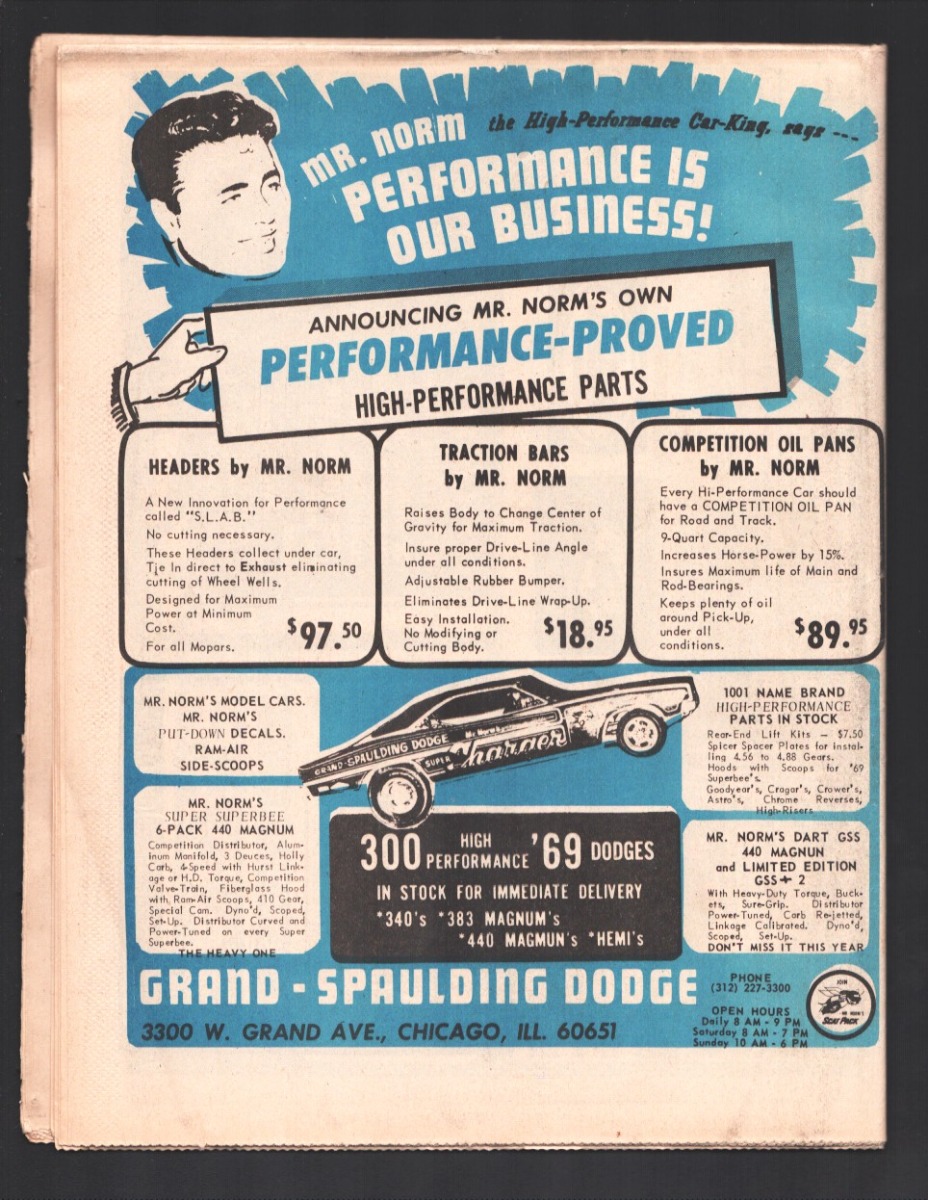 MR. NORM the High-Performance Car-King, says ---
PERFORMANCE IS
OUR BUSINESS!
ANNOUNCING MR. NORM'S OWN
PERFORMANCE-PROVED
HIGH-PERFORMANCE PARTS
HEADERS by MR. NORM
A New Innovation for Performance
called "S.L.A.B."
No cutting necessary.
These Headers collect under car,
Tie In direct to Exhaust eliminating
cutting of Wheel Wells.
Designed for Maximum
Power at Minimum
Cost.
For all Mopars.
$97.50
TRACTION BARS
by MR. NORM
Raises Body to Change Center of
Gravity for Maximum Traction.
Insure proper Drive-Line Angle
under all conditions.
Adjustable Rubber Bumper.
Eliminates Drive-Line Wrap-Up.
Easy Installation.
No Modifying or
Cutting Body.
$18.95
COMPETITION OIL PANS
by MR. NORM
Every Hi-Performance Car should
have a COMPETITION OIL PAN
for Road and Track.
9-Quart Capacity.
Increases Horse-Power by 15%.
Insures Maximum life of Main and
Rod-Bearings.
Keeps plenty of oil
around Pick-Up,
under all
conditions.
$89.95
MR. NORM'S MODEL CARS.
MR. NORM'S
PUT-DOWN DECALS.
RAM-AIR
SIDE-SCOOPS
GRAND-SPAULDING DODGE
SUPER Charger
1001 NAME BRAND
HIGH-PERFORMANCE
PARTS IN STOCK
Rear-End Lift Kits — $7.50
Spicer Spacer Plates for instal-
ling 4.56 to 4.88 Gears.
Hoods with Scoops for '69
Superbee's.
Goodyear's, Cragar's, Crower's,
Astro's, Chrome Reverses,
High-Risers
MR. NORM'S
SUPER SUPERBEE
6-PACK 440 MAGNUM
Competition Distributor, Alum-
inum Manifold, 3 Deuces, Holly
Carb, 4-Speed with Hurst Link-
age or H.D. Torque, Competition
Valve-Train, Fiberglass Hood
with Ram-Air Scoops, 410 Gear,
Special Cam. Dyno'd, Scoped,
Set-Up. Distributor Curved and
Power-Tuned on every Super
Superbee.
THE HEAVY ONE
300 HIGH PERFORMANCE '69 DODGES
IN STOCK FOR IMMEDIATE DELIVERY
*340's *383 MAGNUM's
*440 MAGMUN's *HEMI's
MR. NORM'S DART GSS
440 MAGNUN
and LIMITED EDITION
GSS+ 2
With Heavy-Duty Torque, Buck-
ets, Sure-Grip. Distributor
Power-Tuned, Carb Re-jetted,
Linkage Calibrated. Dyno'd,
Scoped, Set-Up.
DON'T MISS IT THIS YEAR
GRAND - SPAULDING DODGE
3300 W. GRAND AVE., CHICAGO, ILL. 60651
PHONE
(312) 227-3300
OPEN HOURS
Daily 8 AM - 9 PM
Saturday 8 AM - 7 PM
Sunday 10 AM - 6 PM
JOIN
MR. NORM'S
SCAT PACK